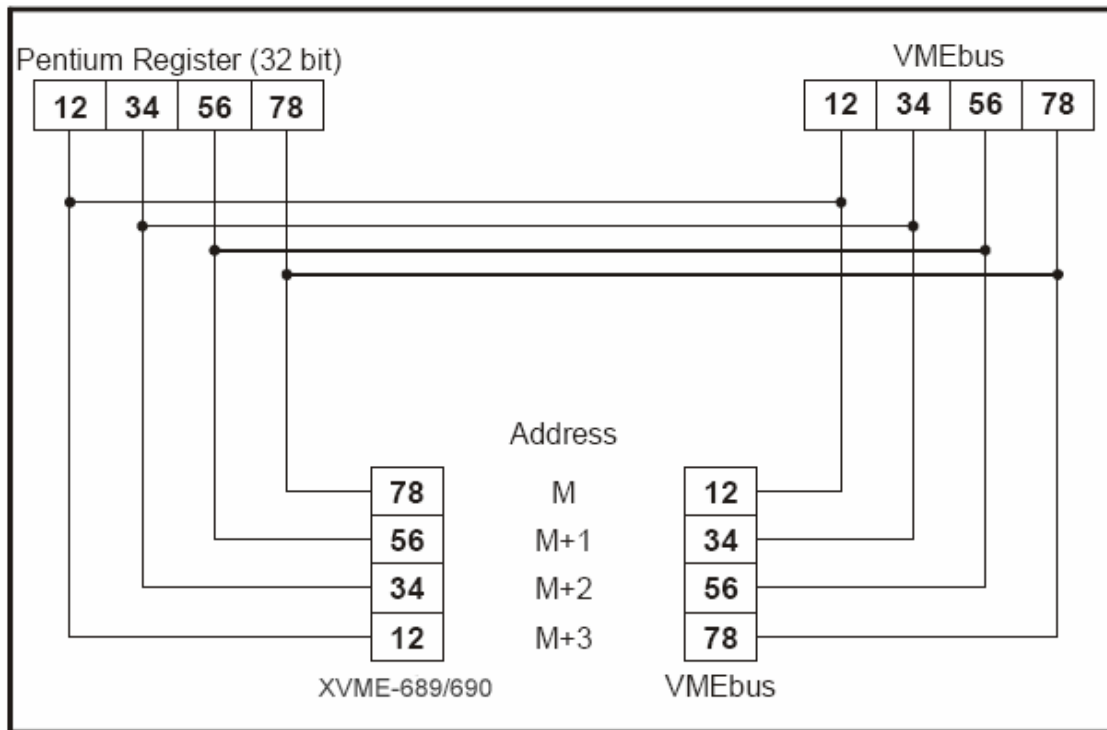 Pentium Register (32 bit) VMEbus
12 34 56 78 12 34 56 78
Address
78 M 12
56 M+1 34
34 M+2 56
12 M+3 78
XVME-689/690 VMEbus